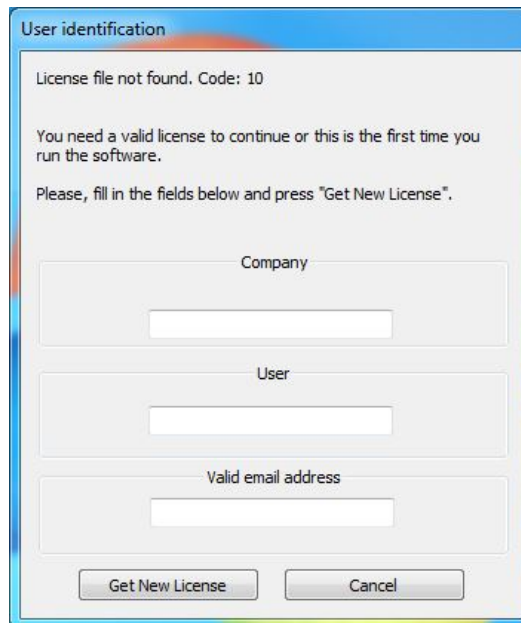 User identification
License file not found. Code: 10
You need a valid license to continue or this is the first time you
run the software.
Please, fill in the fields below and press "Get New License".
Company
User
Valid email address
Get New License
Cancel